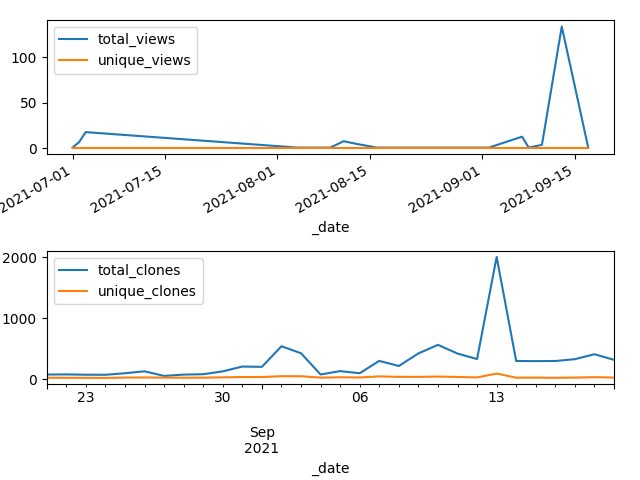 total_views
unique_views
100
50
0
2021-07-01
2021-07-15
2021-08-01
2021-08-15
2021-09-01
2021-09-15
_date
total_clones
unique_clones
2000
1000
0
23
30
06
13
Sep
2021
_date